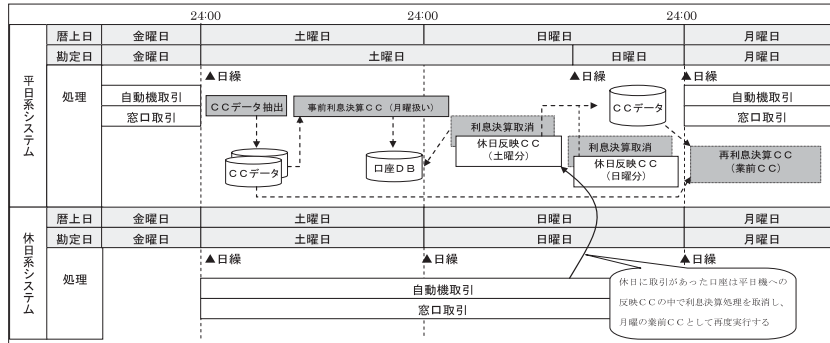 24:00 24:00 24:00
平日系システム
暦上日 金曜日 土曜日 日曜日 月曜日
勘定日 金曜日 土曜日 日曜日 月曜日
処理
▲日繰 ▲日繰 ▲日繰
自動機取引
窓口取引
CCデータ抽出
事前利息決算CC(月曜扱い)
CCデータ
口座DB
利息決算取消
休日反映CC
(土曜分)
CCデータ
利息決算取消
休日反映CC
(日曜分)
自動機取引
窓口取引
再利息決算CC
(業前CC)
休日系システム
暦上日 金曜日 土曜日 日曜日 月曜日
勘定日 金曜日 土曜日 日曜日 月曜日
処理
▲日繰 ▲日繰 ▲日繰
自動機取引
窓口取引
休日に取引があった口座は平日機への
反映CCの中で利息決算処理を取消し、
月曜の業前CCとして再度実行する